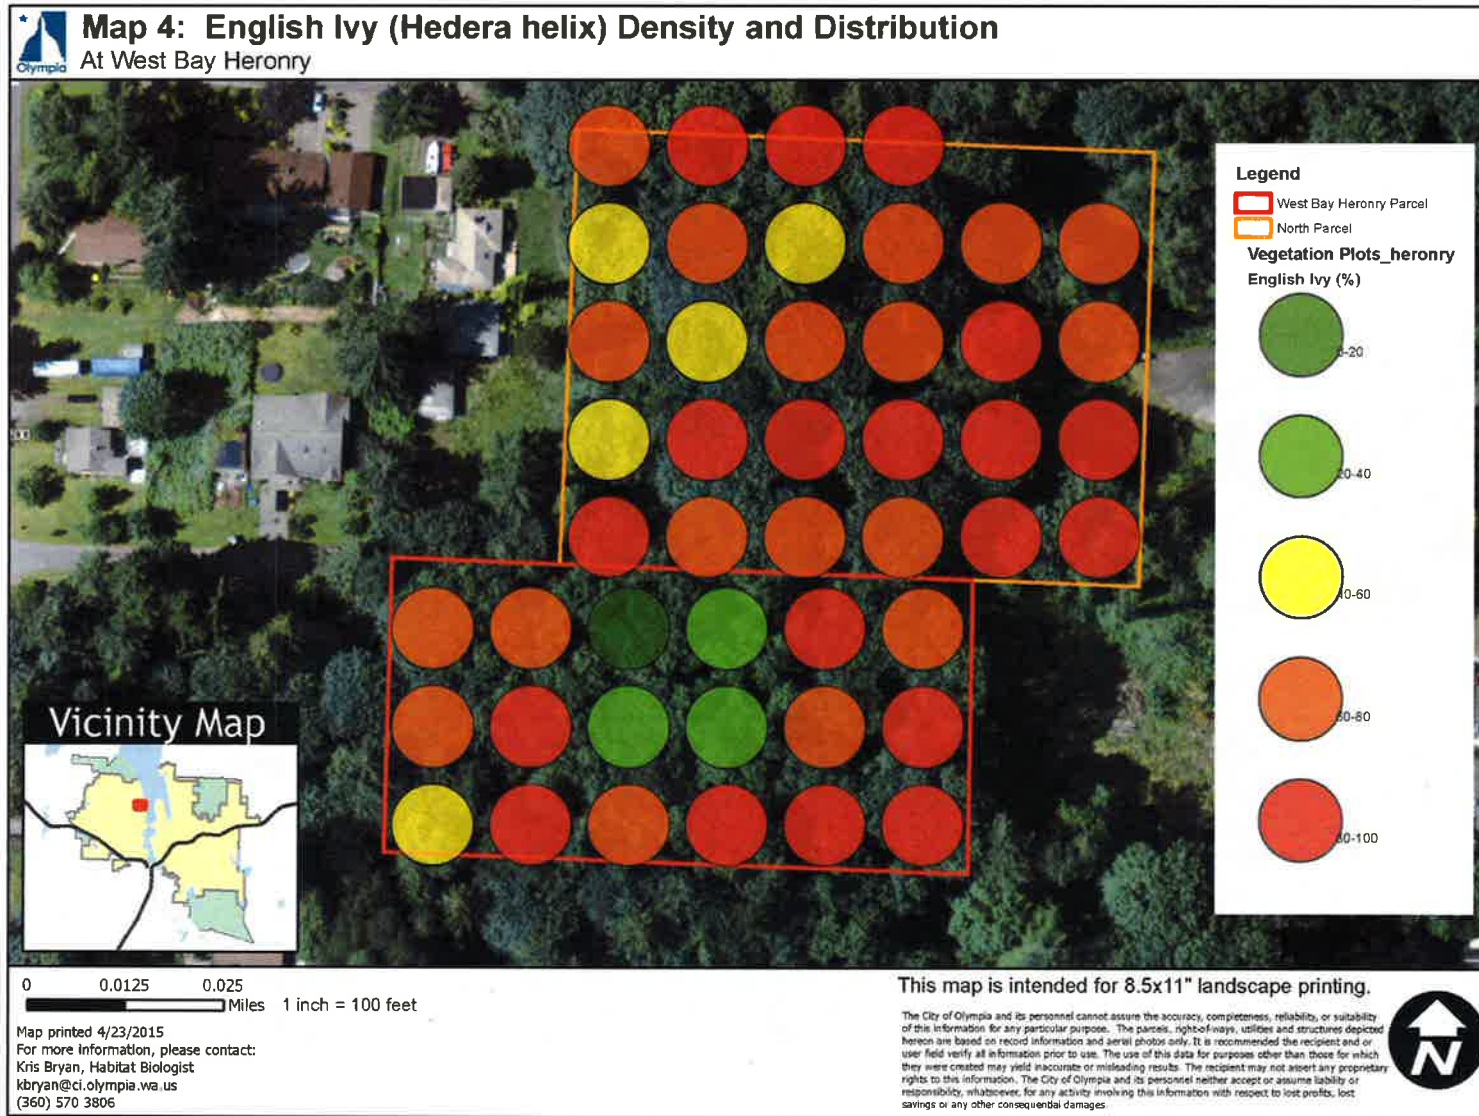 Map 4: English Ivy (Hedera helix) Density and Distribution
At West Bay Heronry
Olympia
Legend
West Bay Heronry Parcel
North Parcel
Vegetation Plots_heronry
English Ivy (%)
-20
20-40
40-60
60-80
80-100
Vicinity Map
0 0.0125 0.025
Miles 1 inch = 100 feet
Map printed 4/23/2015
For more information, please contact:
Kris Bryan, Habitat Biologist
kbryan@ci.olympia.wa.us
(360) 570 3806
This map is intended for 8.5x11" landscape printing.
The City of Olympia and its personnel cannot assure the accuracy, completeness, reliability, or suitability
of this information for any particular purpose. The parcels, right-of-ways, utilities and structures depicted
hereon are based on record information and aerial photos only. It is recommended the recipient and or
user field verify all information prior to use. The use of this data for purposes other than those for which
they were created may yield inaccurate or misleading results. The recipient may not assert any proprietary
rights to this information. The City of Olympia and its personnel neither accept or assume liability or
responsibility, whatsoever, for any activity involving this information with respect to lost profits, lost
savings or any other consequential damages.
N